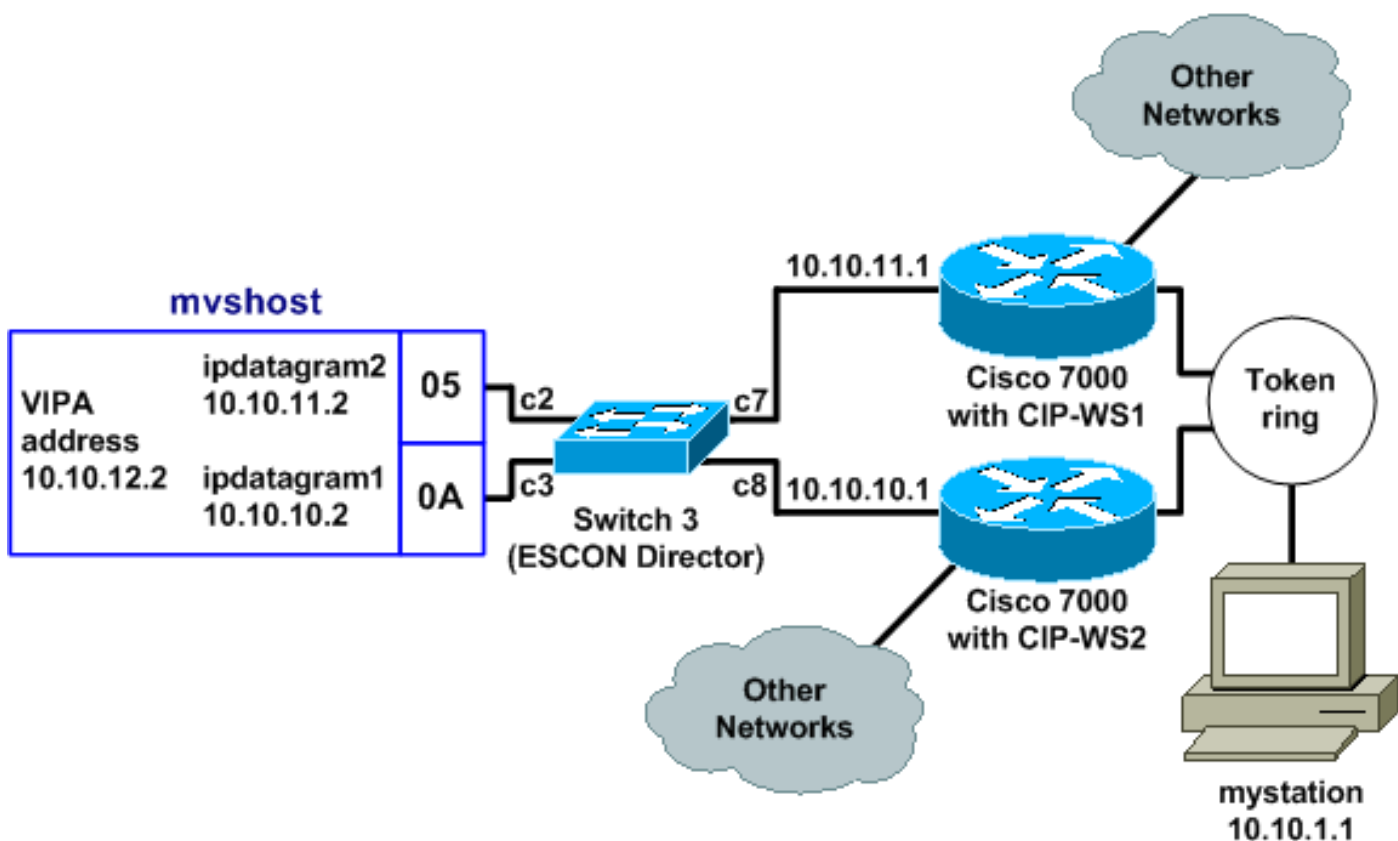 Other
Networks
10.10.11.1
mvshost
ipdatagram2
10.10.11.2
05
VIPA
address
10.10.12.2
ipdatagram1
10.10.10.2
0A
c2
c7
c3
c8
10.10.10.1
Switch 3
(ESCON Director)
Cisco 7000
with CIP-WS1
Token
ring
Cisco 7000
with CIP-WS2
Other
Networks
mystation
10.10.1.1